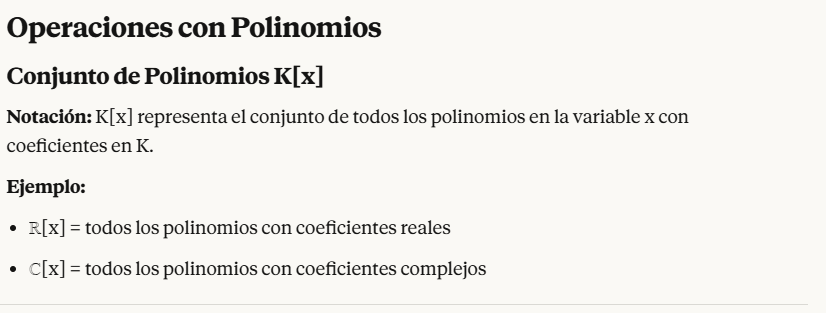 Operaciones con Polinomios
Conjunto de Polinomios K[x]
Notación: K[x] representa el conjunto de todos los polinomios en la variable x con
coeficientes en K.
Ejemplo:
• ℝ[x] = todos los polinomios con coeficientes reales
• ℂ[x] = todos los polinomios con coeficientes complejos